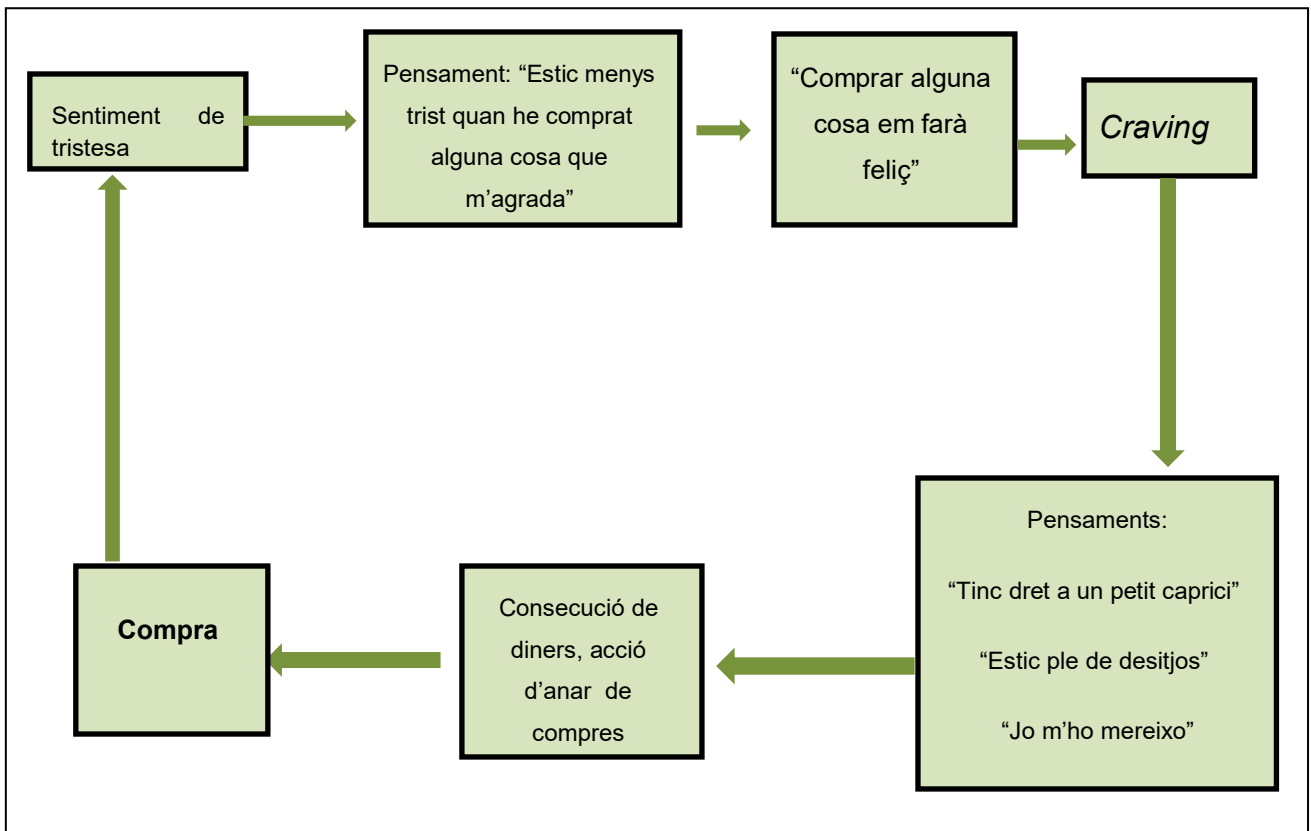 Sentiment de
tristesa
Pensament: “Estic menys
trist quan he comprat
alguna cosa que
m’agrada”
“Comprar alguna
cosa em farà
feliç”
Craving
Pensaments:
“Tinc dret a un petit caprici”
“Estic ple de desitjos”
“Jo m’ho mereixo”
Consecució de
diners, acció
d’anar de
compres
Compra